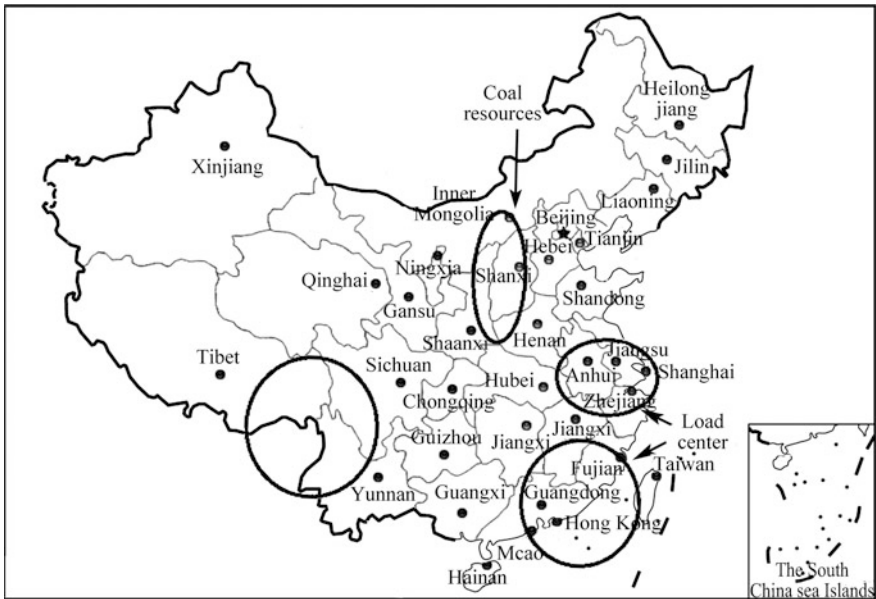 Heilong
jiang
Coal
resources
Jilin
Xinjiang
Liaoning
Inner
Mongolia
Beijing
Tianjin
Hebei
Ningxia
Shanxi
Qinghai
Gansu
Shandong
Shaanxi
Henan
Jiangsu
Tibet
Sichuan
Anhui
Shanghai
Hubei
Chongqing
Zhejiang
Load
center
Jiangxi
Guizhou
Jiangxi
Fujian
Taiwan
Yunnan
Guangxi
Guangdong
Hong Kong
Mcao
Hainan
The South
China sea Islands